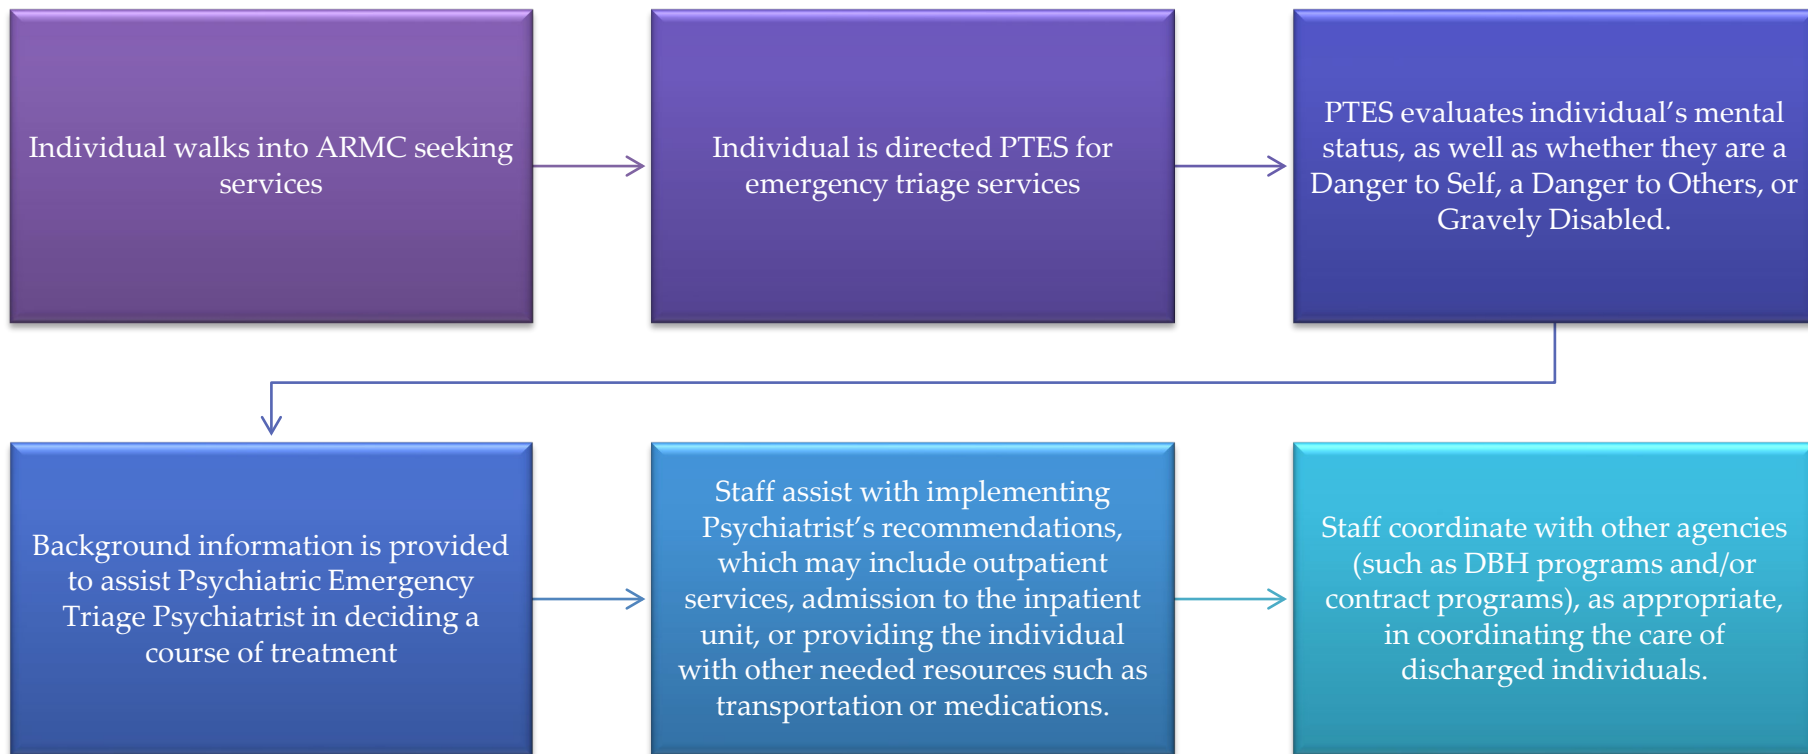 Individual walks into ARMC seeking
services
Individual is directed PTES for
emergency triage services
PTES evaluates individual’s mental
status, as well as whether they are a
Danger to Self, a Danger to Others, or
Gravely Disabled.
Background information is provided
to assist Psychiatric Emergency
Triage Psychiatrist in deciding a
course of treatment
Staff assist with implementing
Psychiatrist’s recommendations,
which may include outpatient
services, admission to the inpatient
unit, or providing the individual
with other needed resources such as
transportation or medications.
Staff coordinate with other agencies
(such as DBH programs and/or
contract programs), as appropriate,
in coordinating the care of
discharged individuals.